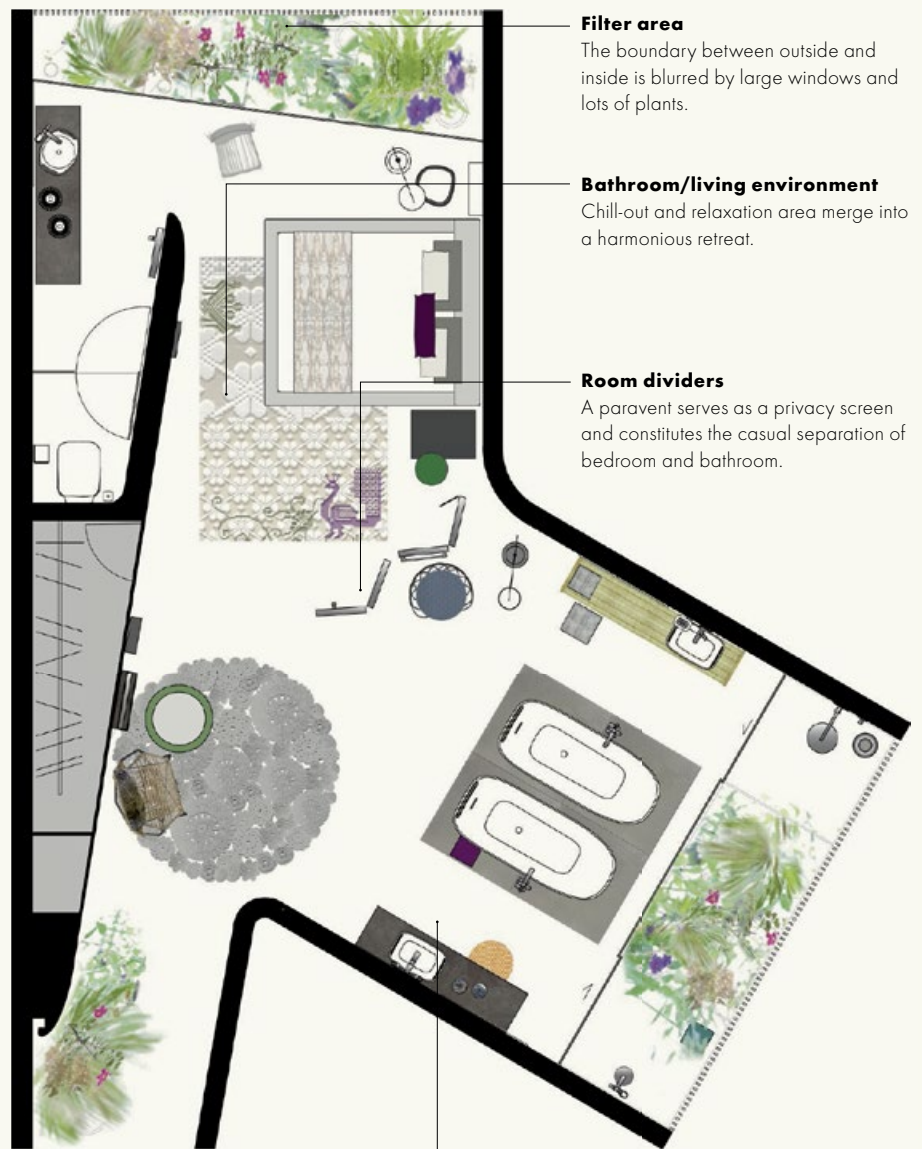 Filter area
The boundary between outside and
inside is blurred by large windows and
lots of plants.
Bathroom/living environment
Chill-out and relaxation area merge into
a harmonious retreat.
Room dividers
A paravent serves as a privacy screen
and constitutes the casual separation of
bedroom and bathroom.